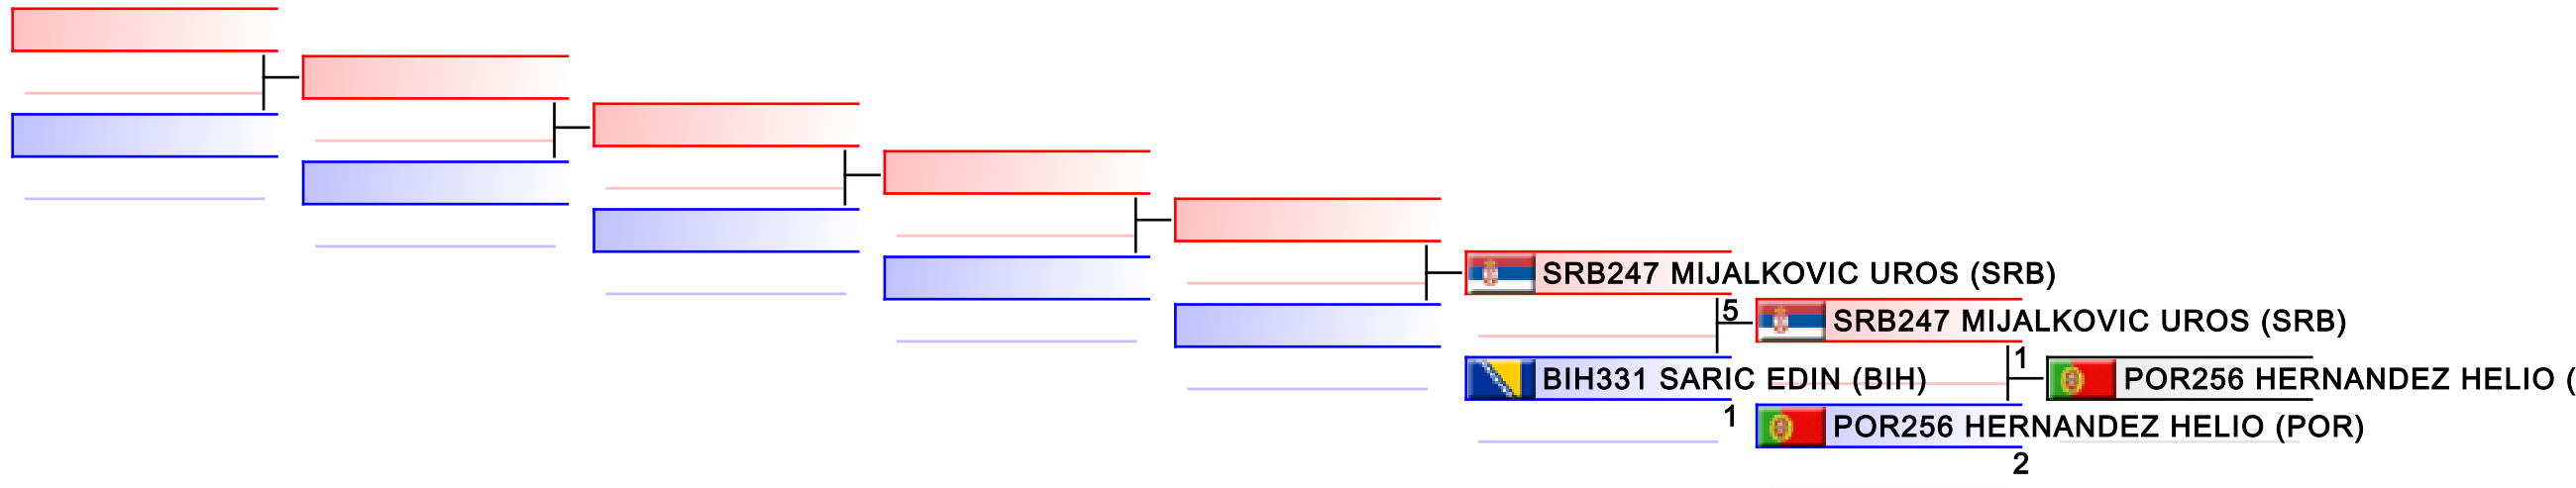 SRB247 MIJALKOVIC UROS (SRB)
5
SRB247 MIJALKOVIC UROS (SRB)
BIH331 SARIC EDIN (BIH)
1
1
POR256 HERNANDEZ HELIO (
POR256 HERNANDEZ HELIO (POR)
2